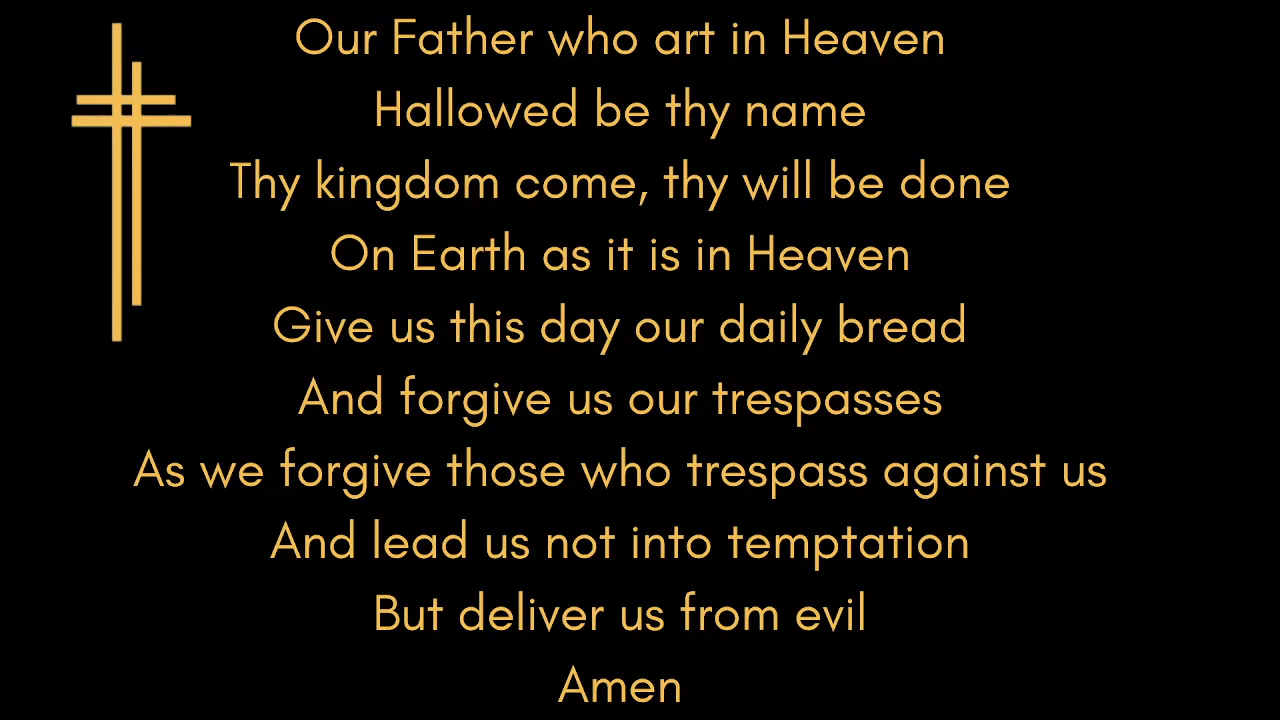 Our Father who art in Heaven
Hallowed be thy name
Thy kingdom come, thy will be done
On Earth as it is in Heaven
Give us this day our daily bread
And forgive us our trespasses
As we forgive those who trespass against us
And lead us not into temptation
But deliver us from evil
Amen